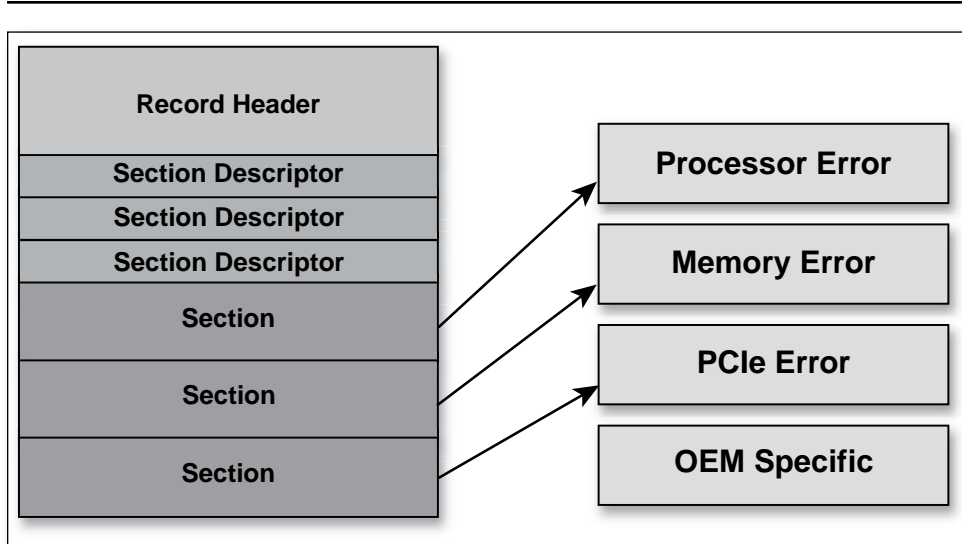 Record Header
Section Descriptor
Section Descriptor
Section Descriptor
Section
Section
Section
Processor Error
Memory Error
PCIe Error
OEM Specific